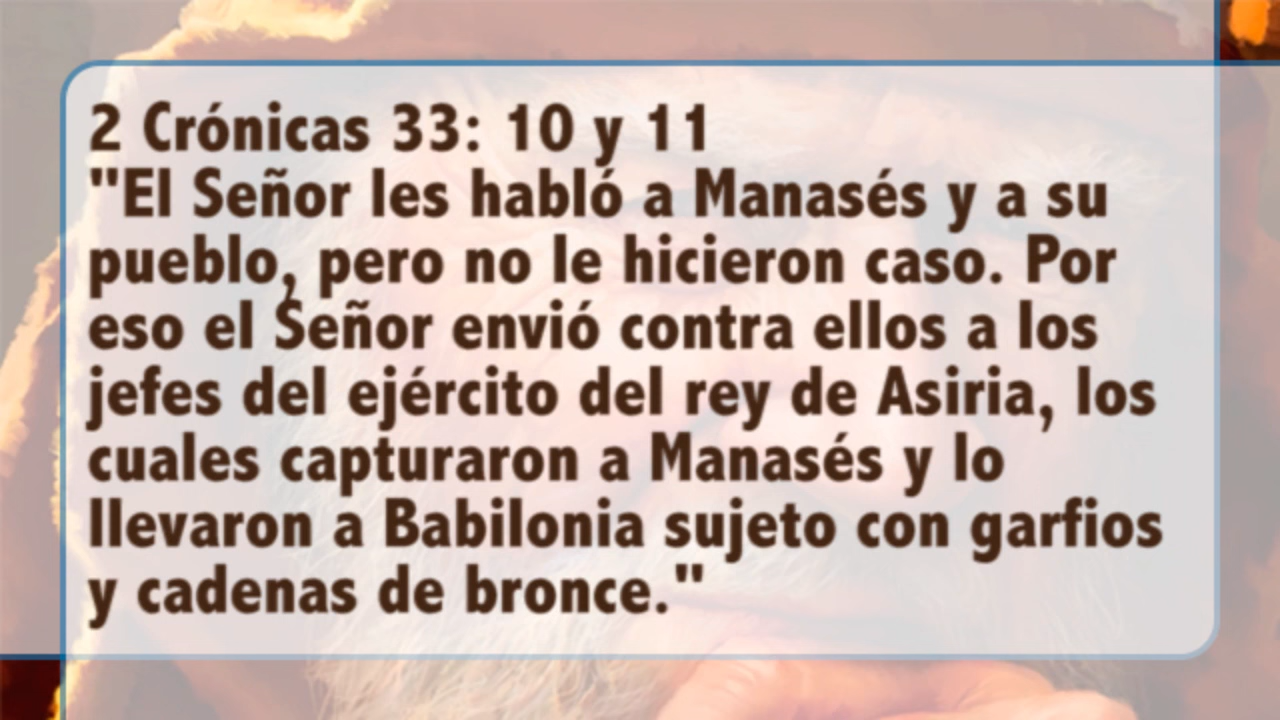 2 Crónicas 33: 10 y 11
"El Señor les habló a Manasés y a su
pueblo, pero no le hicieron caso. Por
eso el Señor envió contra ellos a los
jefes del ejército del rey de Asiria, los
cuales capturaron a Manasés y lo
llevaron a Babilonia sujeto con garfios
y cadenas de bronce."